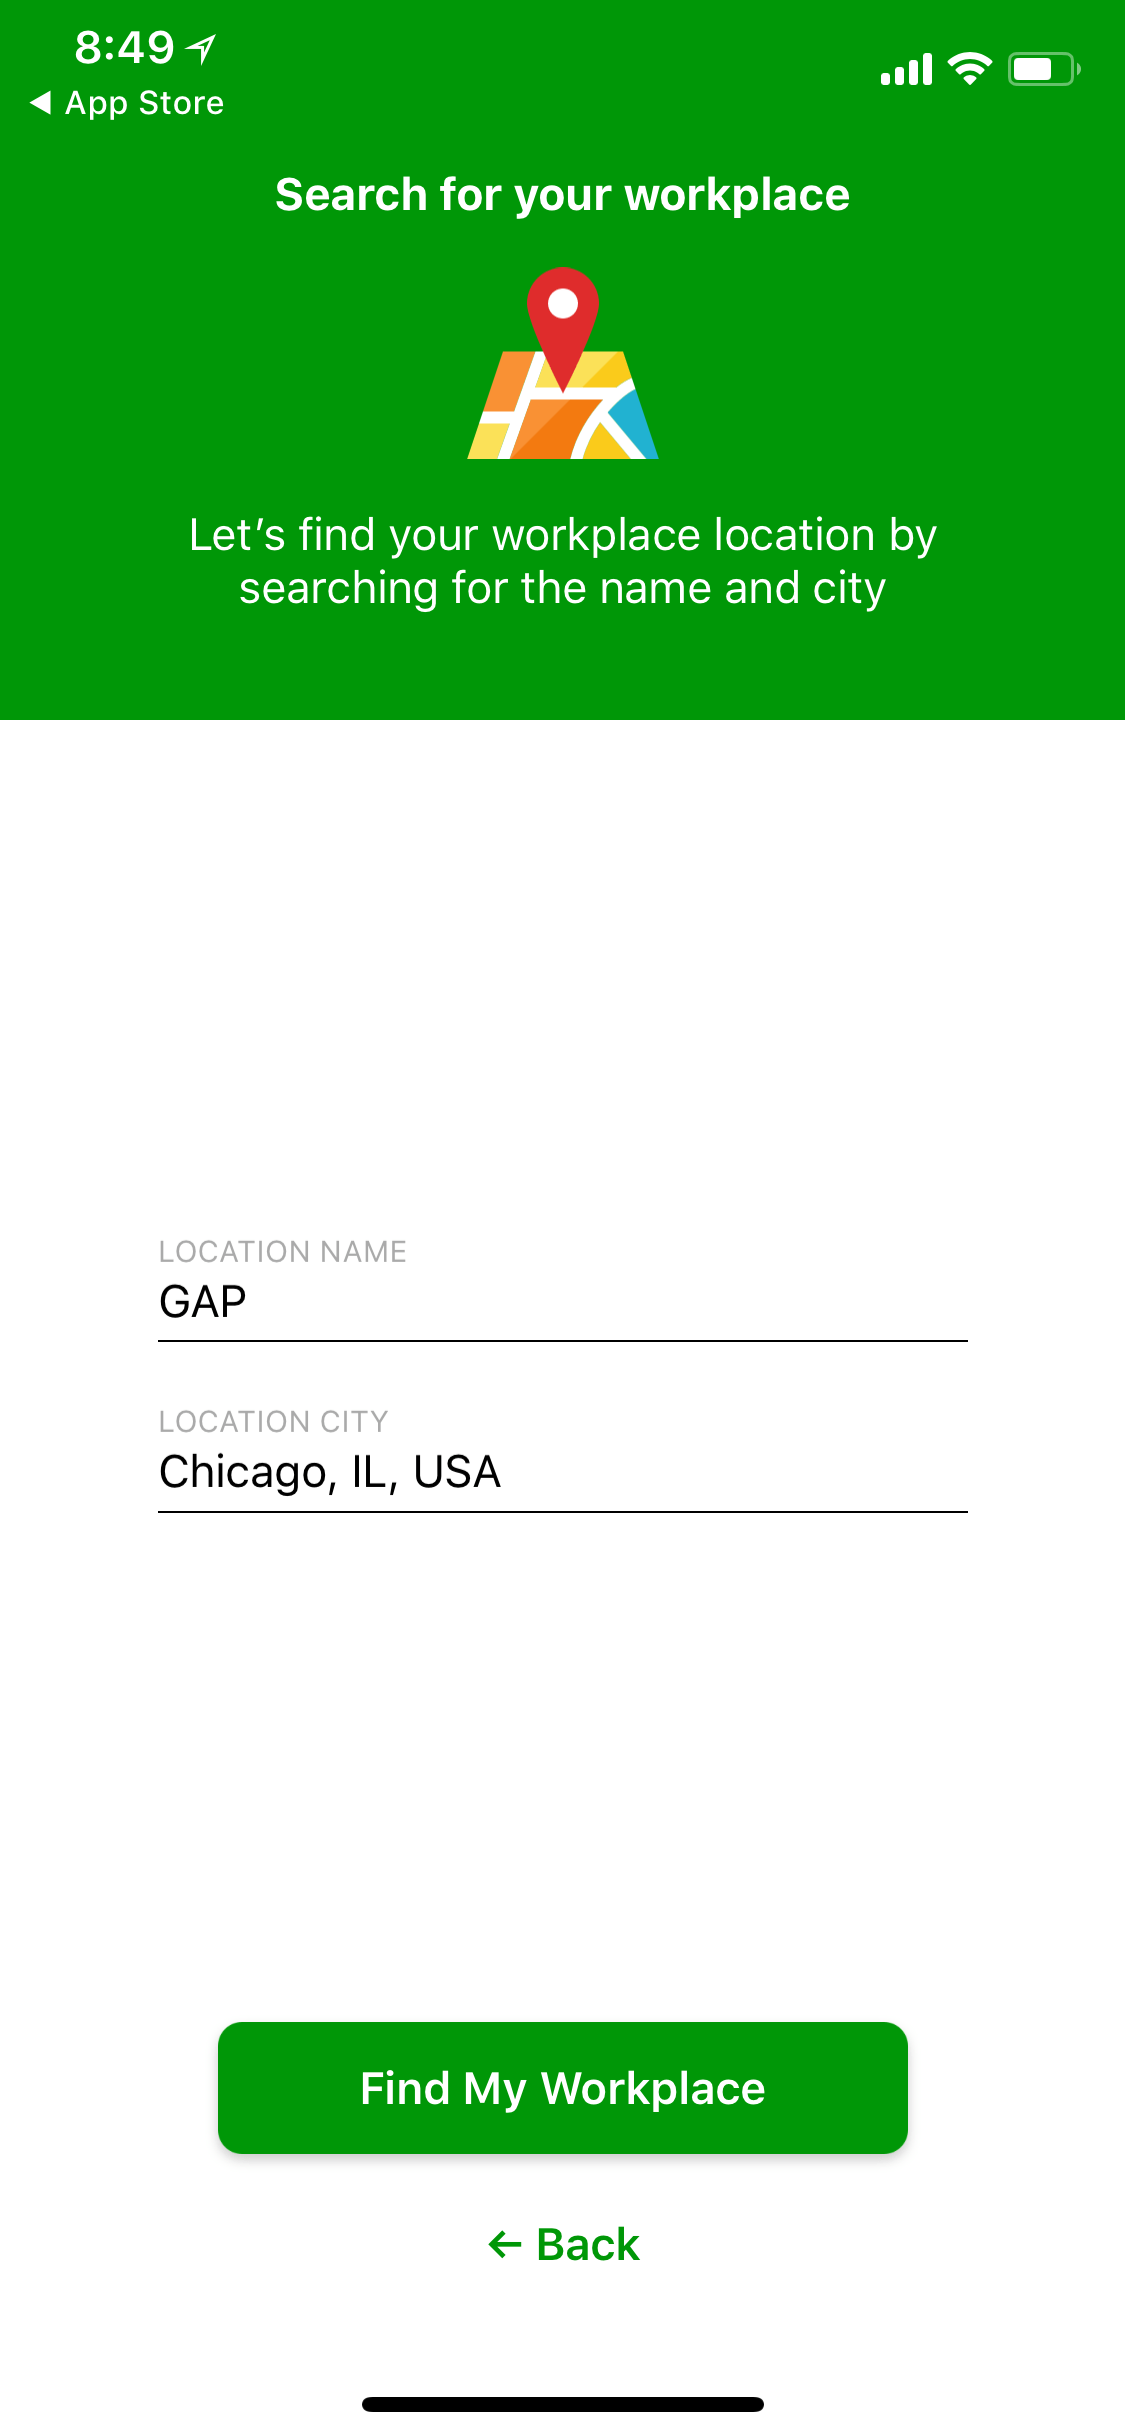 8:49
◀ App Store
Search for your workplace
Let's find your workplace location by
searching for the name and city
LOCATION NAME
GAP
LOCATION CITY
Chicago, IL, USA
Find My Workplace
← Back